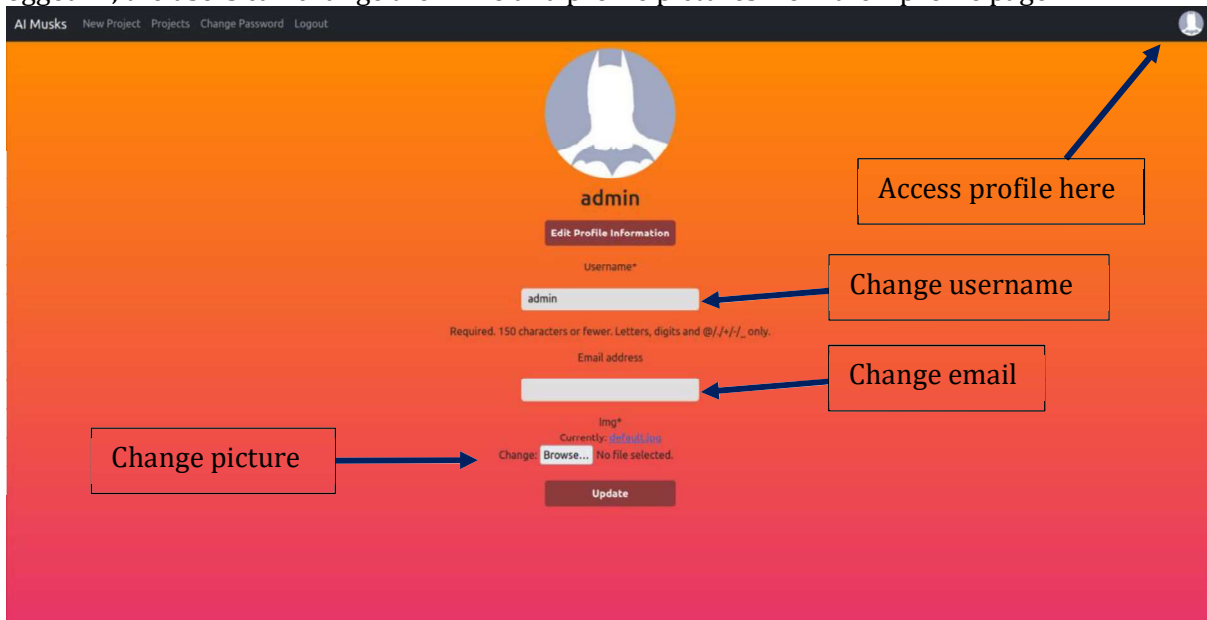 AI Musks New Project Projects Change Password Logout
admin
Access profile here
Edit Profile Information
Username*
admin
Change username
Required. 150 characters or fewer. Letters, digits and @/./+/-/_ only.
Email address
Change email
Img*
Currently: default.jpg
Change picture
Change: Browse... No file selected.
Update